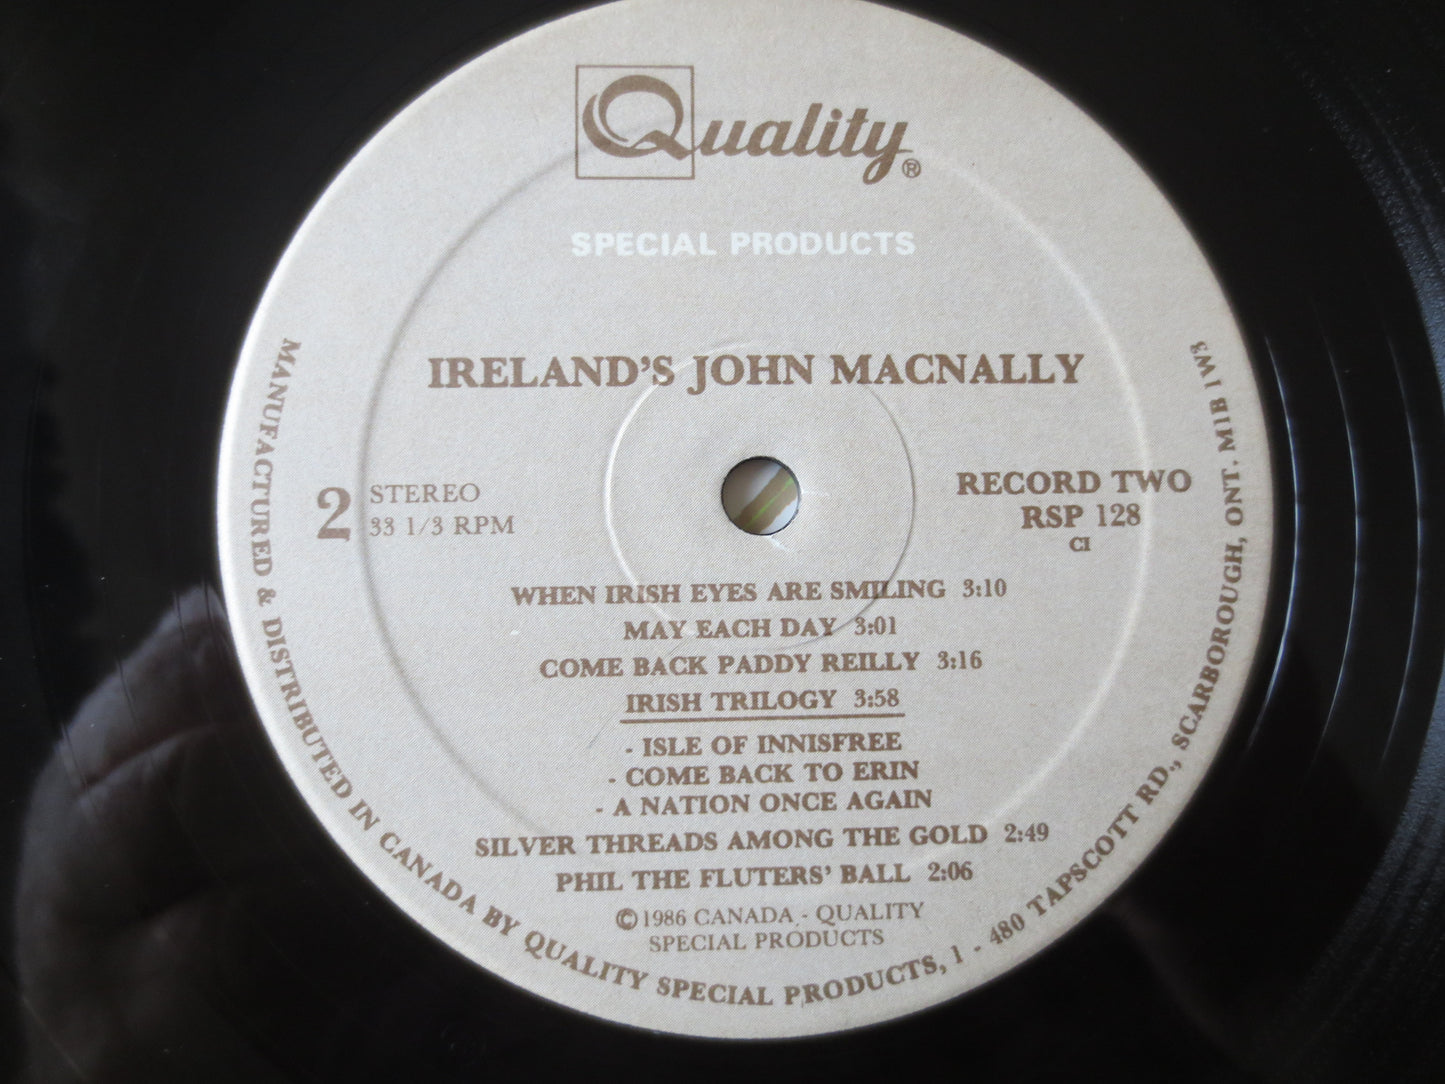 Quality®
SPECIAL PRODUCTS
IRELAND'S JOHN MACNALLY
2 STEREO
33 1/3 RPM
RECORD TWO
RSP 128
CI
WHEN IRISH EYES ARE SMILING 3:10
MAY EACH DAY 3:01
COME BACK PADDY REILLY 3:16
IRISH TRILOGY 3:58
- ISLE OF INNISFREE
- COME BACK TO ERIN
- A NATION ONCE AGAIN
SILVER THREADS AMONG THE GOLD 2:49
PHIL THE FLUTERS' BALL 2:06
©1986 CANADA - QUALITY
SPECIAL PRODUCTS
MANUFACTURED & DISTRIBUTED IN CANADA BY QUALITY SPECIAL PRODUCTS, 1 - 480 TAPSCOTT RD., SCARBOROUGH, ONT. M1B 1W3